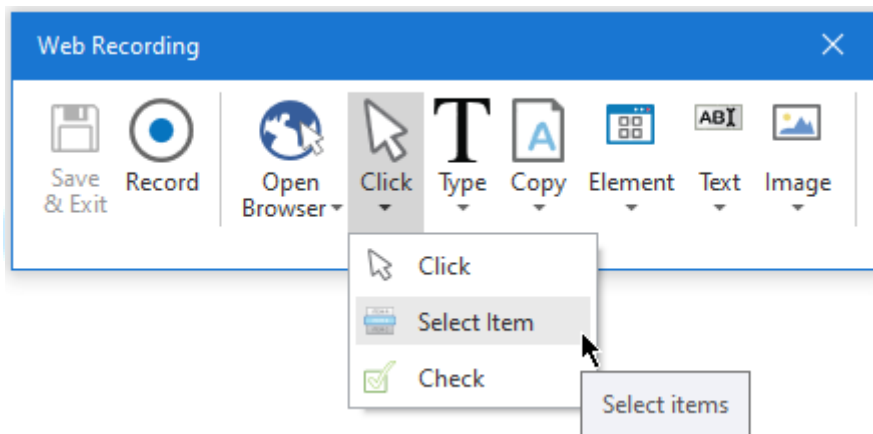 Web Recording
Save & Exit
Record
Open Browser
Click
Type
Copy
Element
Text
Image
Click
Select Item
Check
Select items